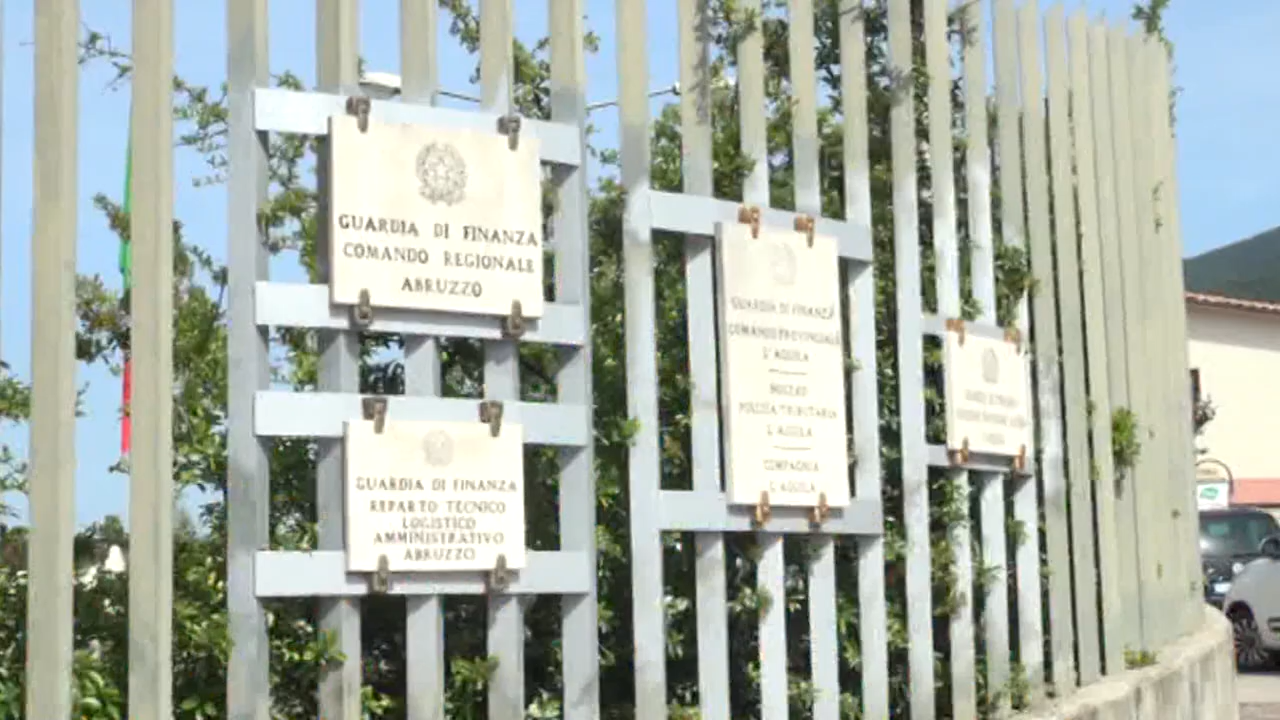 GUARDIA DI FINANZA
COMANDO REGIONALE
ABRUZZO
GUARDIA DI FINANZA
REPARTO TECNICO
LOGISTICO
AMMINISTRATIVO
ABRUZZO
GUARDIA DI FINANZA
COMANDO PROVINCIALE
L'AQUILA
NUCLEO
POLIZIA TRIBUTARIA
L'AQUILA
COMPAGNIA
L'AQUILA